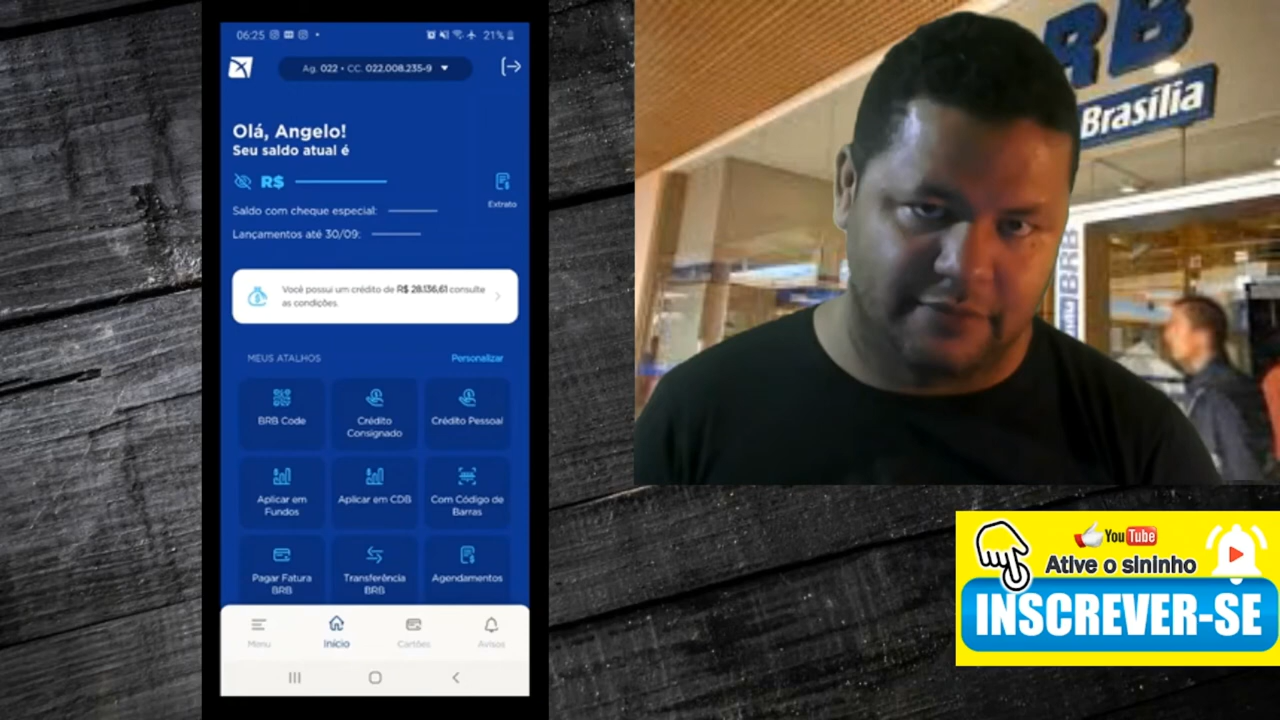 06:25
21%
Ag. 022 • CC. 022.008.235-9
Olá, Angelo!
Seu saldo atual é
R$
Extrato
Saldo com cheque especial:
Lançamentos até 30/09:
Você possui um crédito de R$ 28.136,61 consulte
as condições.
MEUS ATALHOS
Personalizar
BRB Code
Crédito
Consignado
Crédito Pessoal
Aplicar em
Fundos
Aplicar em CDB
Com Código de
Barras
Pagar Fatura
BRB
Transferência
BRB
Agendamentos
Menu
Início
Cartões
Avisos
BRB
Brasília
BRB
YouTube
Ative o sininho
INSCREVER-SE